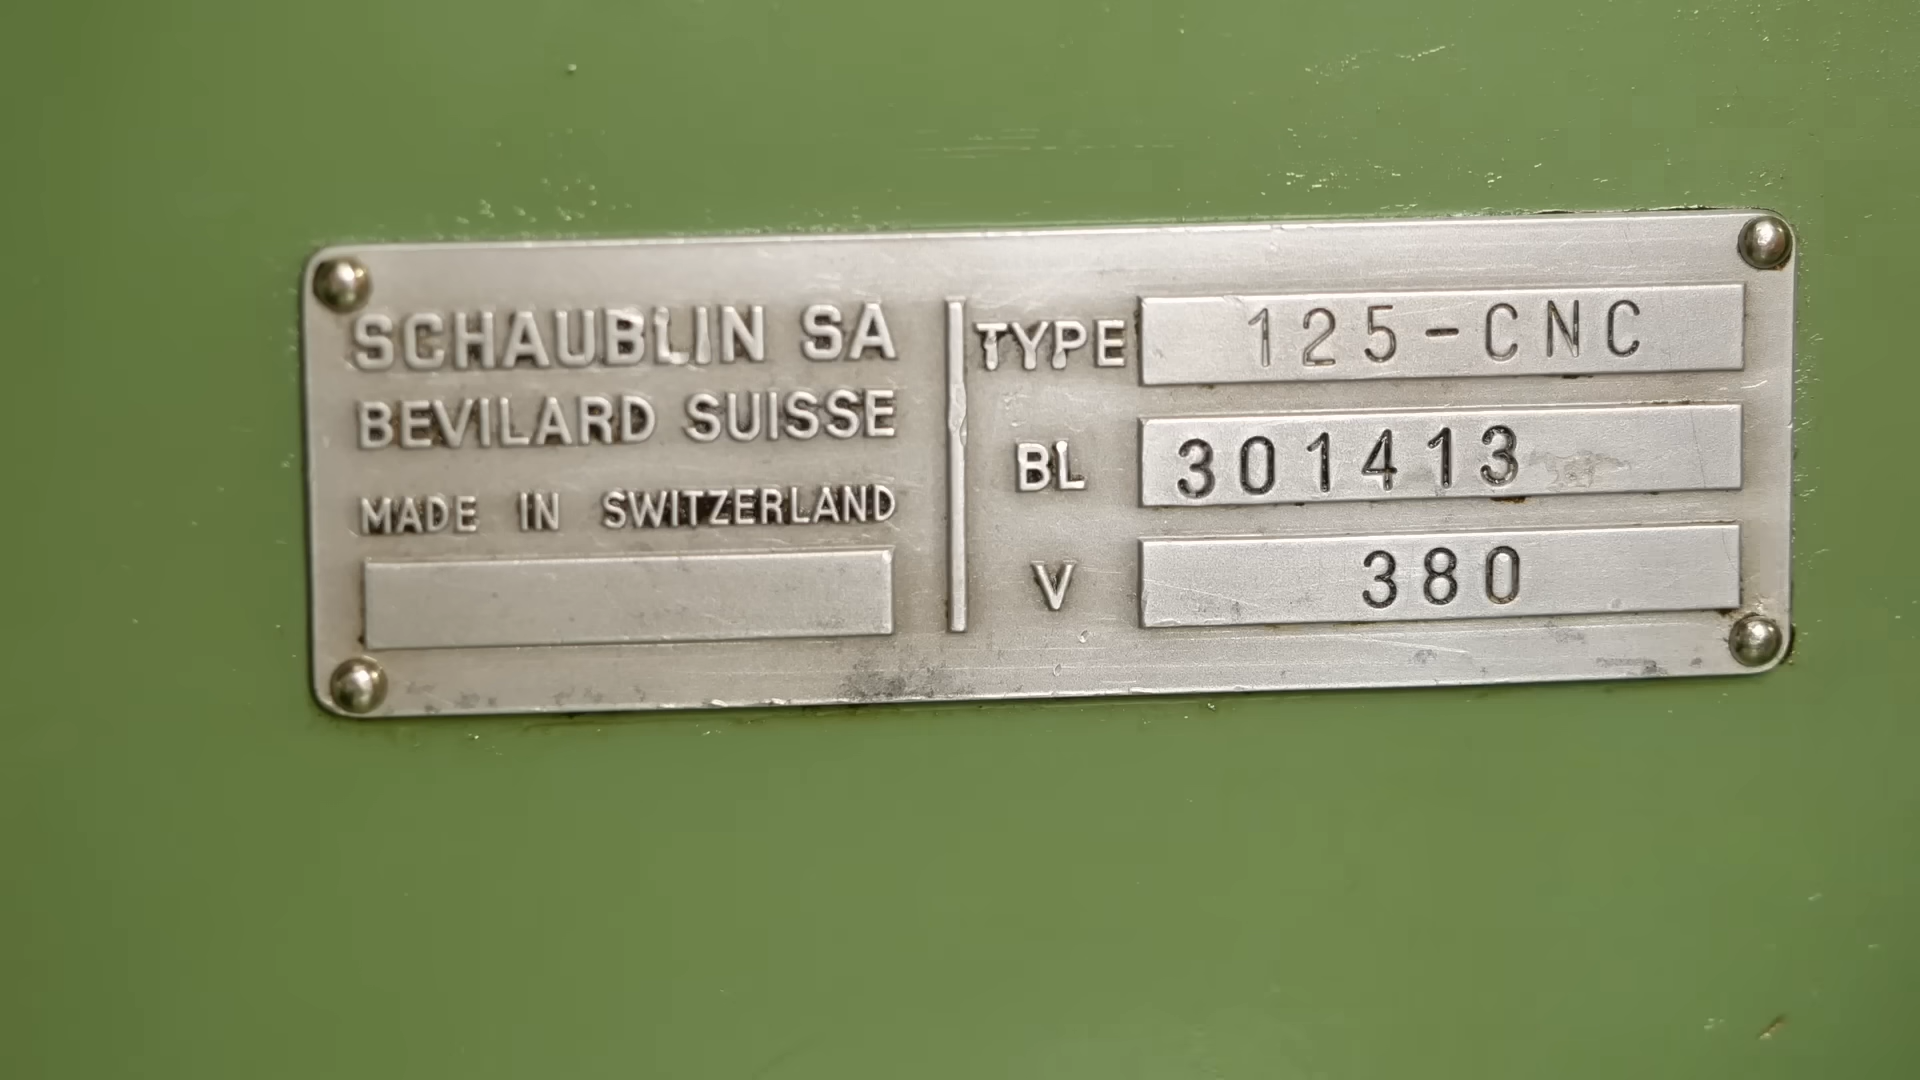 SCHAUBLIN SA
BEVILARD SUISSE
MADE IN SWITZERLAND
TYPE 125-CNC
BL 301413
V 380